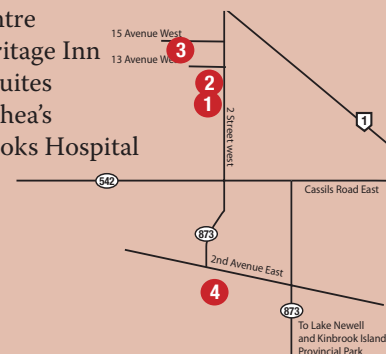 ntre
ritage Inn
uites
hea's
oks Hospital
15 Avenue West
13 Avenue West
3
2
1
2 Street west
1
542
Cassils Road East
873
2nd Avenue East
4
873
To Lake Newell
and Kinbrook Island
Provincial Park